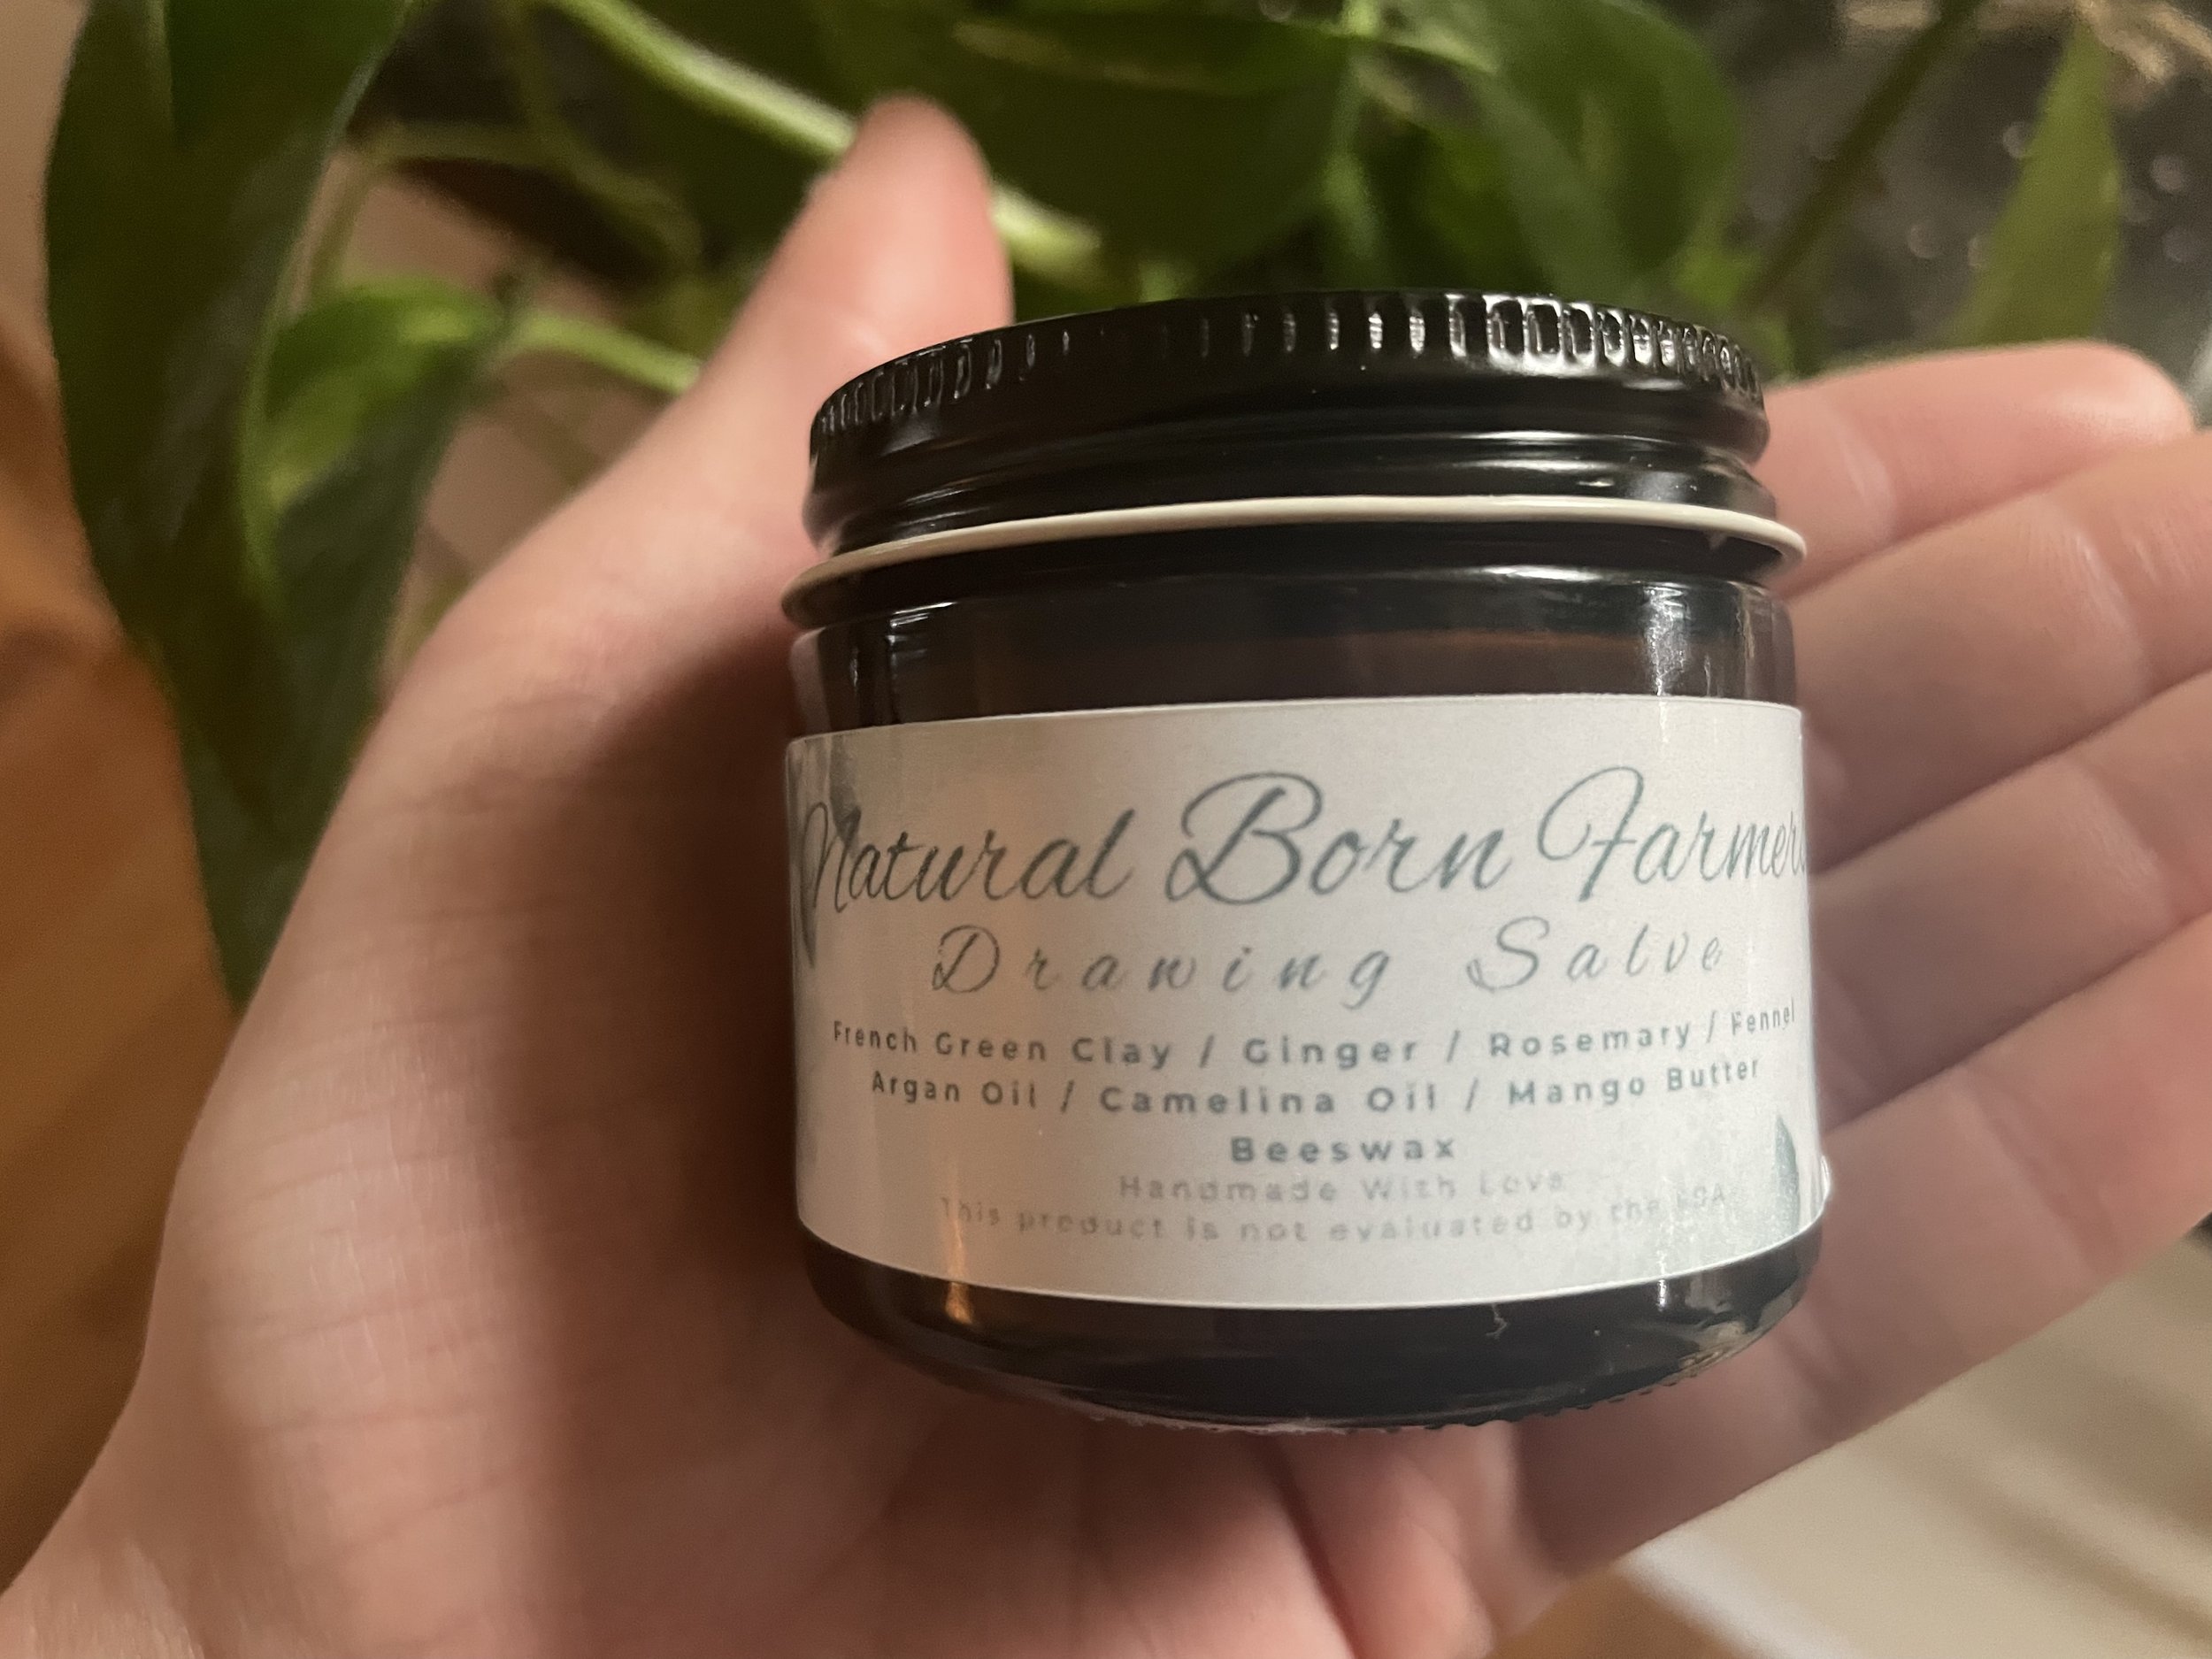 Natural Born Farmer
Drawing Salve
French Green Clay / Ginger / Rosemary / Fennel
Argan Oil / Camelina Oil / Mango Butter
Beeswax
Handmade With Love
This product is not evaluated by the FDA